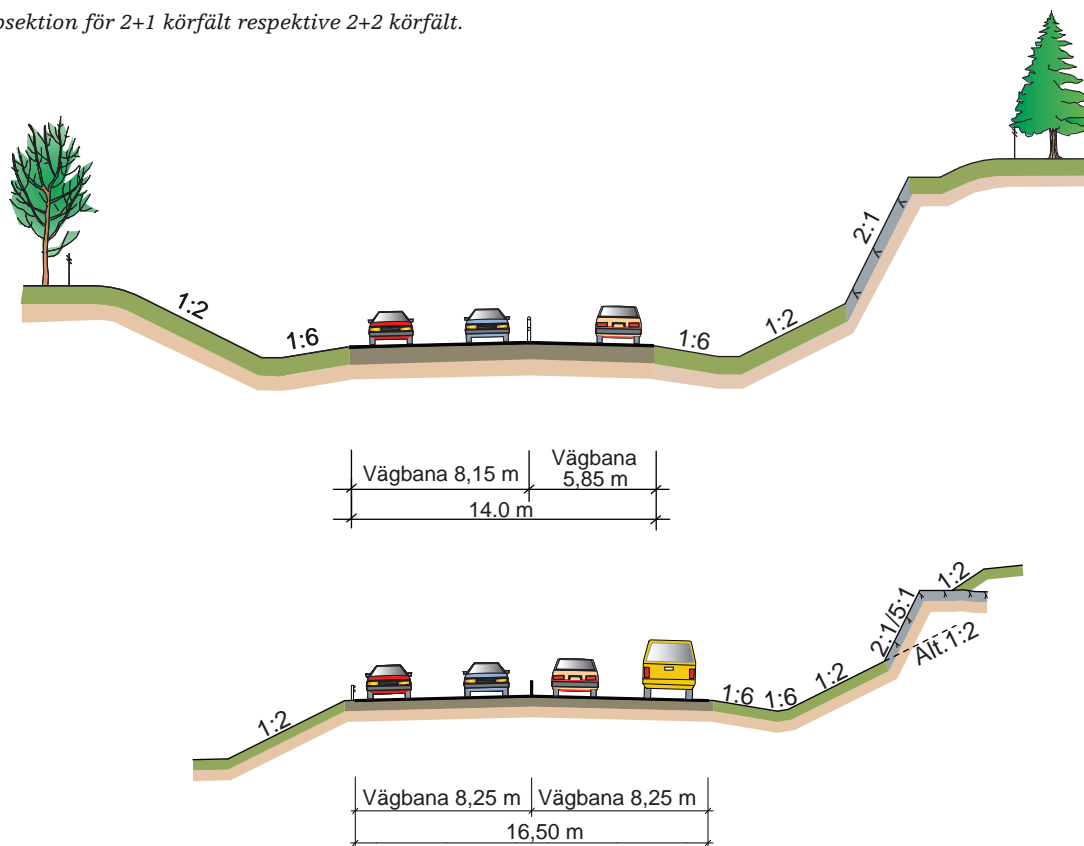 för 2+1 körfält respektive 2+2 körfält.
1:2
1:6
1:6
1:2
2:1
Vägbana 8,15 m
Vägbana
5,85 m
14.0 m
1:2
1:6
1:6
1:2
2:1/5:1
1:2
Alt.1:2
Vägbana 8,25 m
Vägbana 8,25 m
16,50 m